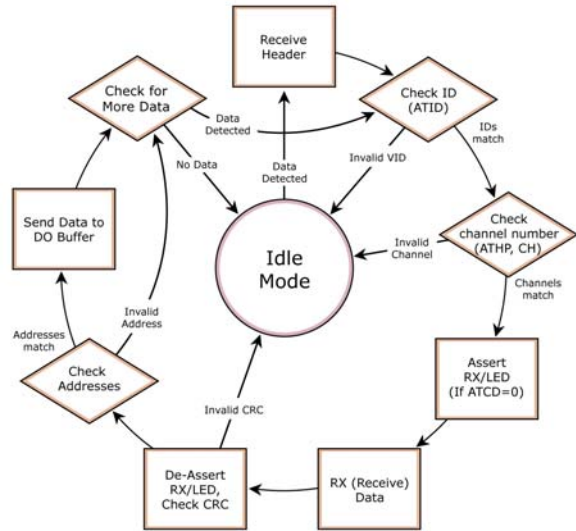 Receive
Header
Check for
More Data
Check ID
(ATID)
Data
Detected
IDs
match
No Data
Data
Detected
Invalid VID
Send Data to
DO Buffer
Idle
Mode
Invalid
Channel
Check
channel number
(ATHP, CH)
Channels
match
Invalid
Address
Addresses
match
Check
Addresses
Assert
RX/LED
(If ATCD=0)
Invalid CRC
De-Assert
RX/LED,
Check CRC
RX (Receive)
Data